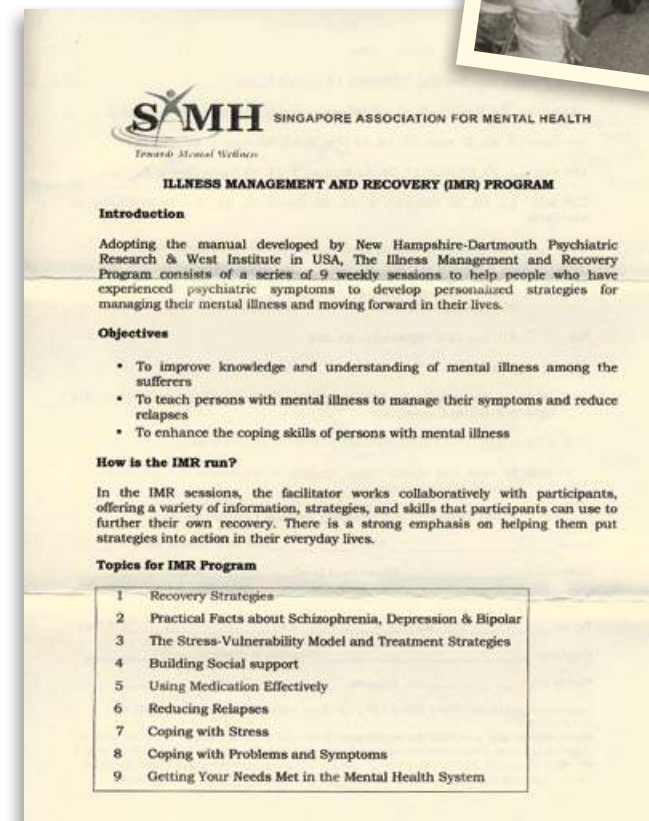 SAMH SINGAPORE ASSOCIATION FOR MENTAL HEALTH
Towards Mental Wellness
ILLNESS MANAGEMENT AND RECOVERY (IMR) PROGRAM
Introduction
Adopting the manual developed by New Hampshire-Dartmouth Psychiatric
Research & West Institute in USA, The Illness Management and Recovery
Program consists of a series of 9 weekly sessions to help people who have
experienced psychiatric symptoms to develop personalized strategies for
managing their mental illness and moving forward in their lives.
Objectives
• To improve knowledge and understanding of mental illness among the
sufferers
• To teach persons with mental illness to manage their symptoms and reduce
relapses
• To enhance the coping skills of persons with mental illness
How is the IMR run?
In the IMR sessions, the facilitator works collaboratively with participants,
offering a variety of information, strategies, and skills that participants can use to
further their own recovery. There is a strong emphasis on helping them put
strategies into action in their everyday lives.
Topics for IMR Program
1 Recovery Strategies
2 Practical Facts about Schizophrenia, Depression & Bipolar
3 The Stress-Vulnerability Model and Treatment Strategies
4 Building Social support
5 Using Medication Effectively
6 Reducing Relapses
7 Coping with Stress
8 Coping with Problems and Symptoms
9 Getting Your Needs Met in the Mental Health System